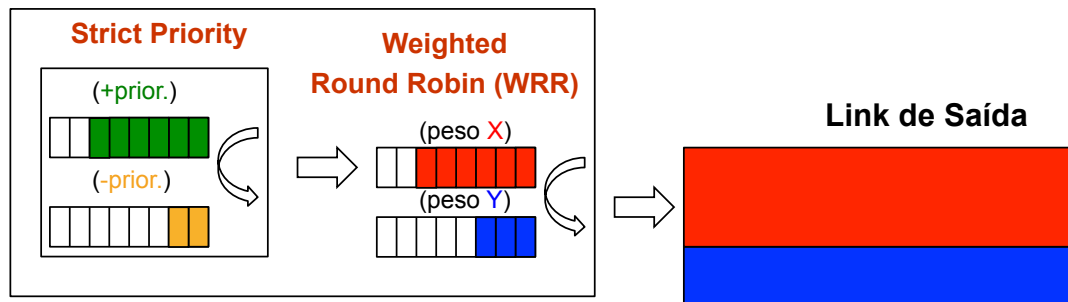 Strict Priority
(+prior.)
(-prior.)
Weighted
Round Robin (WRR)
(peso X)
(peso Y)
Link de Saída